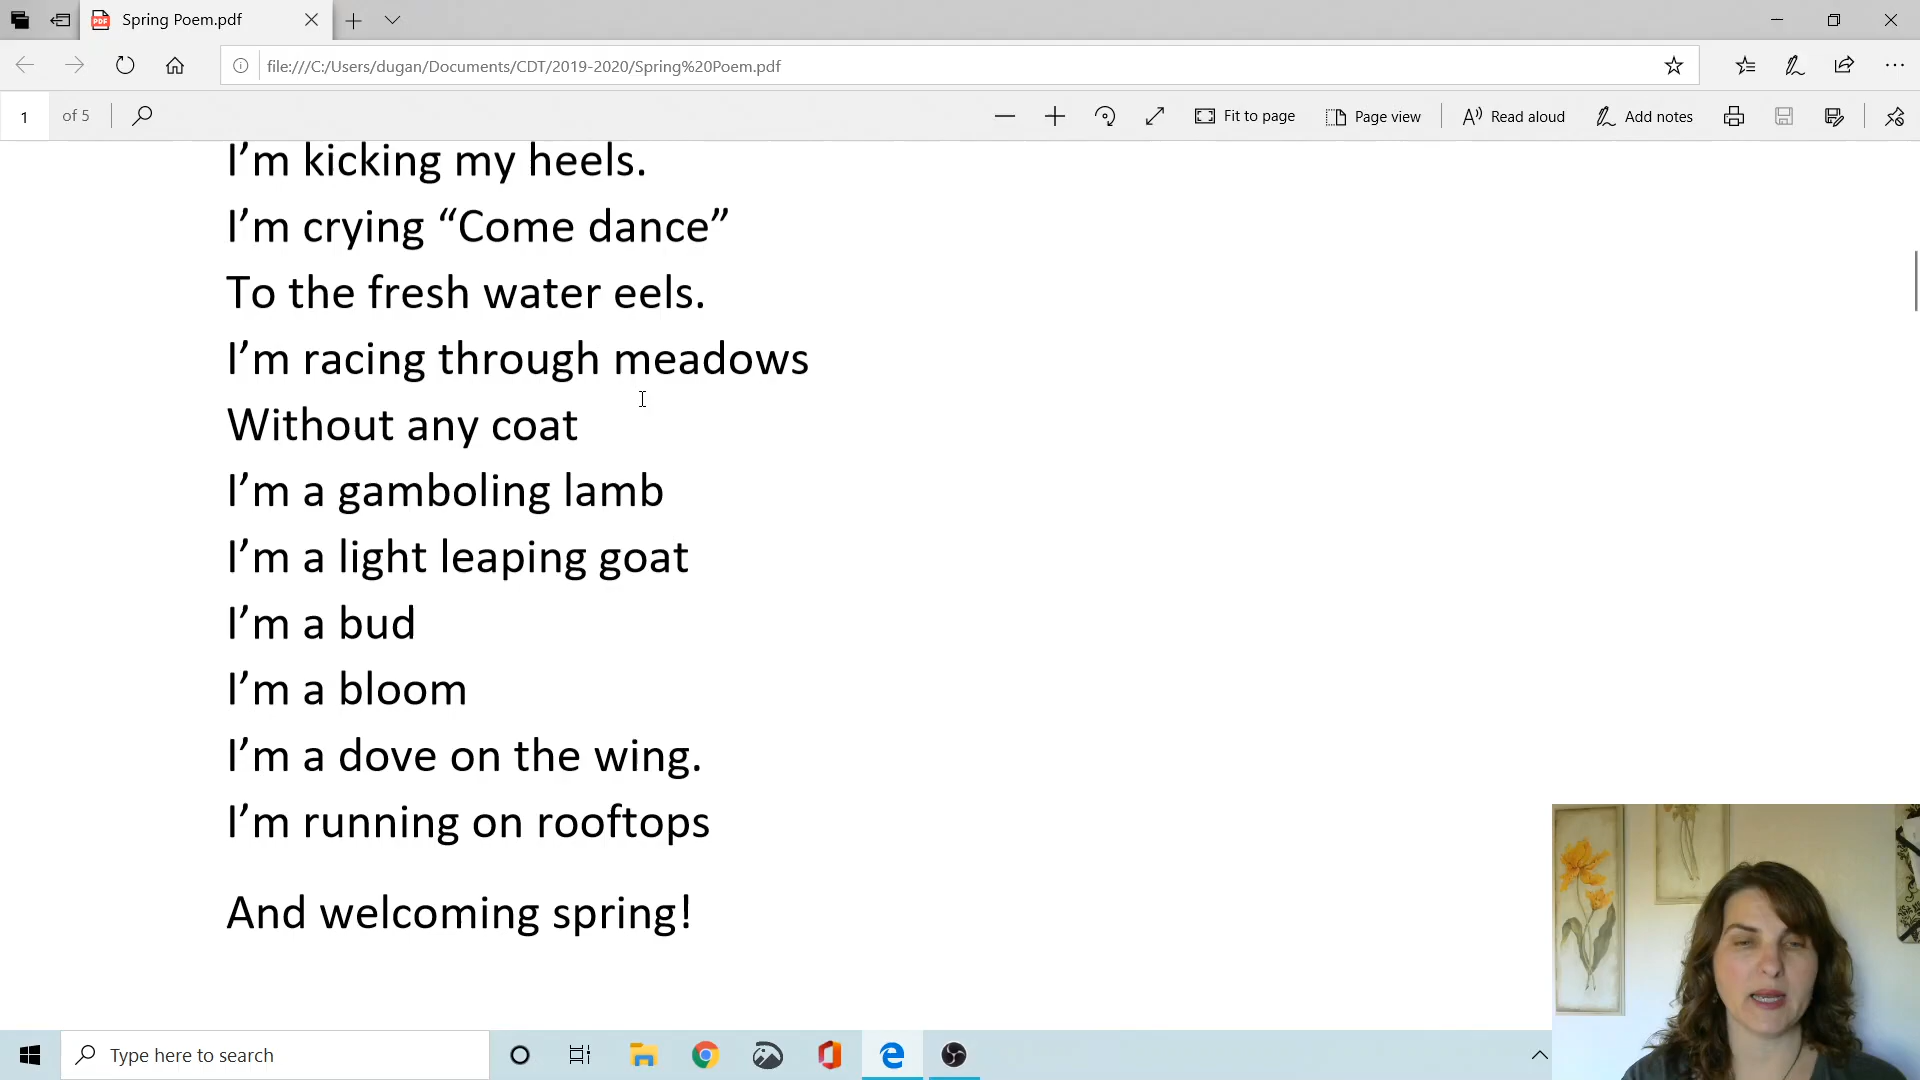 Spring Poem.pdf
file:///C:/Users/dugan/Documents/CDT/2019-2020/Spring%20Poem.pdf
1 of 5 Fit to page Page view Read aloud Add notes
I’m kicking my heels.
I’m crying “Come dance”
To the fresh water eels.
I’m racing through meadows
Without any coat
I’m a gamboling lamb
I’m a light leaping goat
I’m a bud
I’m a bloom
I’m a dove on the wing.
I’m running on rooftops
And welcoming spring!
Type here to search